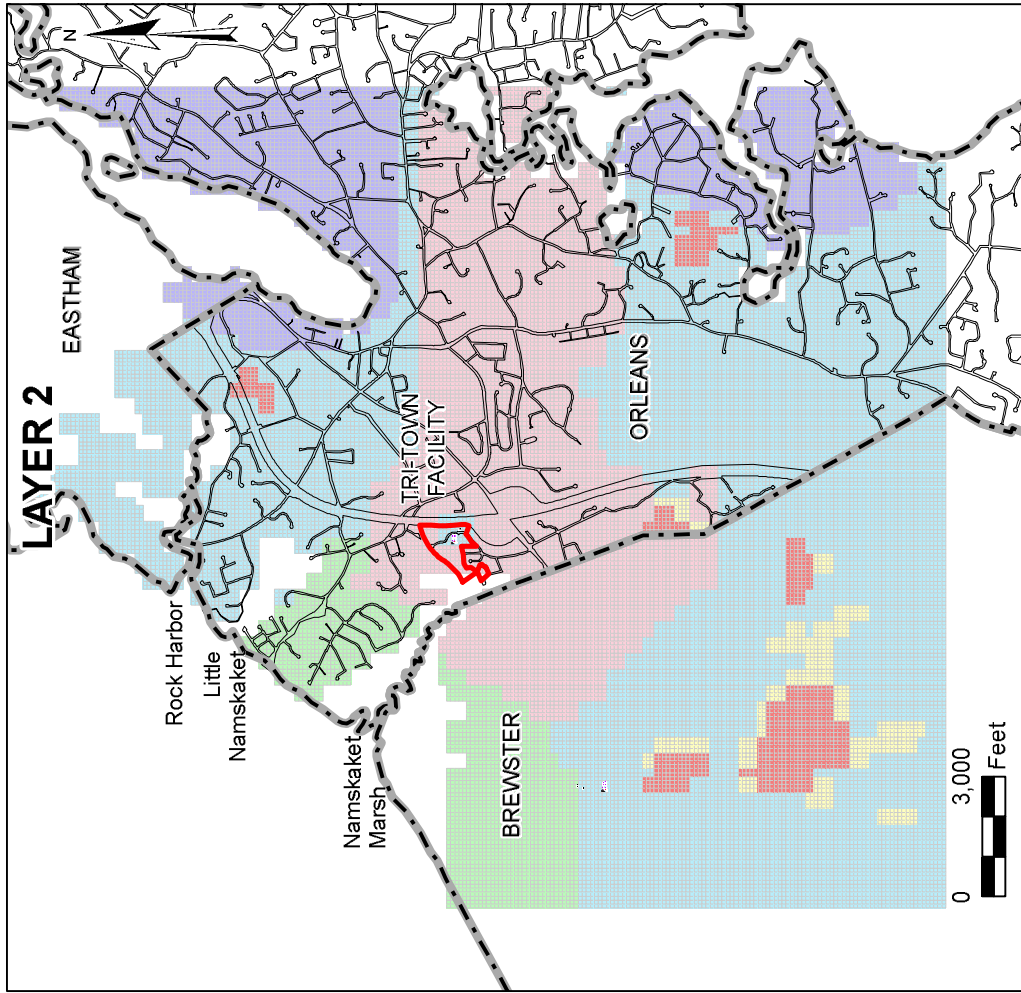 LAYER 2
N
EASTHAM
Rock Harbor
Little
Namskaket
Namskaket
Marsh
TRI-TOWN
FACILITY
ORLEANS
BREWSTER
0 3,000
Feet